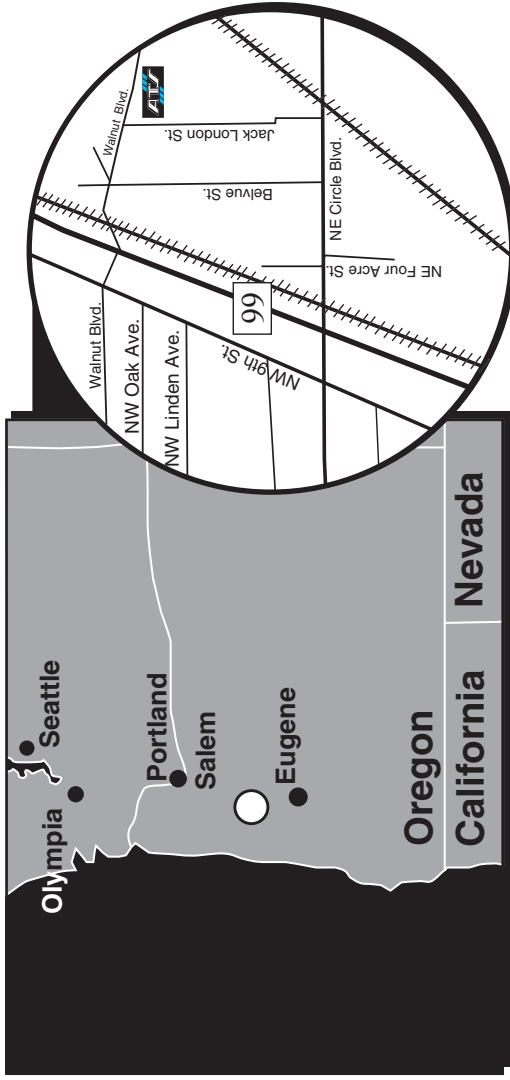 Seattle
Olympia
Portland
Salem
Eugene
Oregon
California
Nevada
Walnut Blvd.
NW Oak Ave.
NW Linden Ave.
NW 9th St.
99
Walnut Blvd.
ATS
Jack London St.
Belvue St.
NE Circle Blvd.
NE Four Acre St.